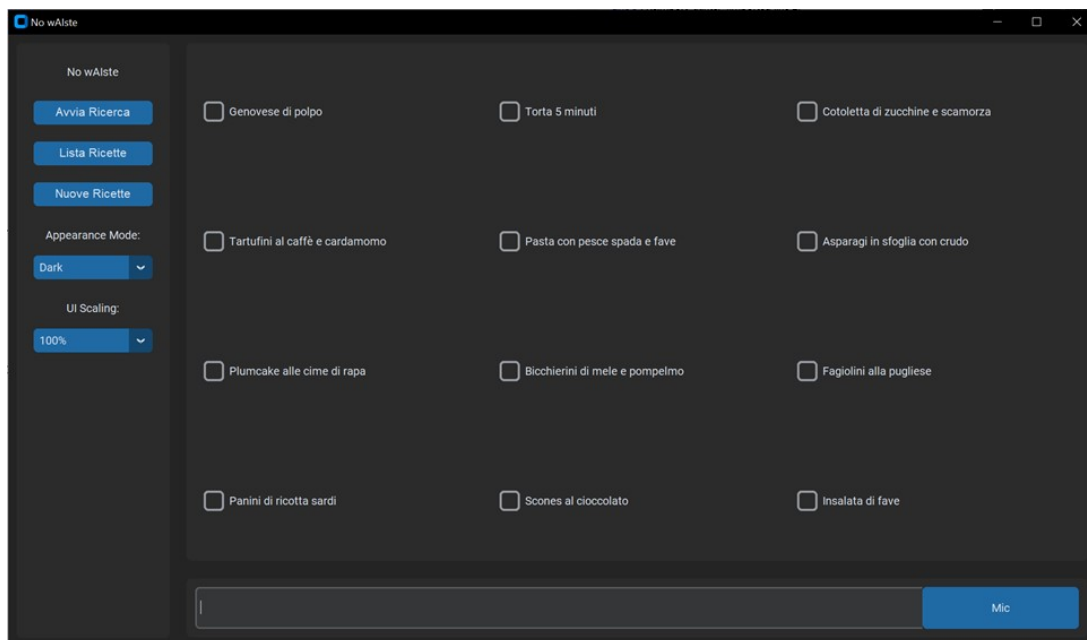 No wAIste
No wAIste
Avvia Ricerca
Lista Ricette
Nuove Ricette
Appearance Mode:
Dark
UI Scaling:
100%
Genovese di polpo
Torta 5 minuti
Cotoletta di zucchine e scamorza
Tartufini al caffè e cardamomo
Pasta con pesce spada e fave
Asparagi in sfoglia con crudo
Plumcake alle cime di rapa
Bicchierini di mele e pompelmo
Fagiolini alla pugliese
Panini di ricotta sardi
Scones al cioccolato
Insalata di fave
Mic